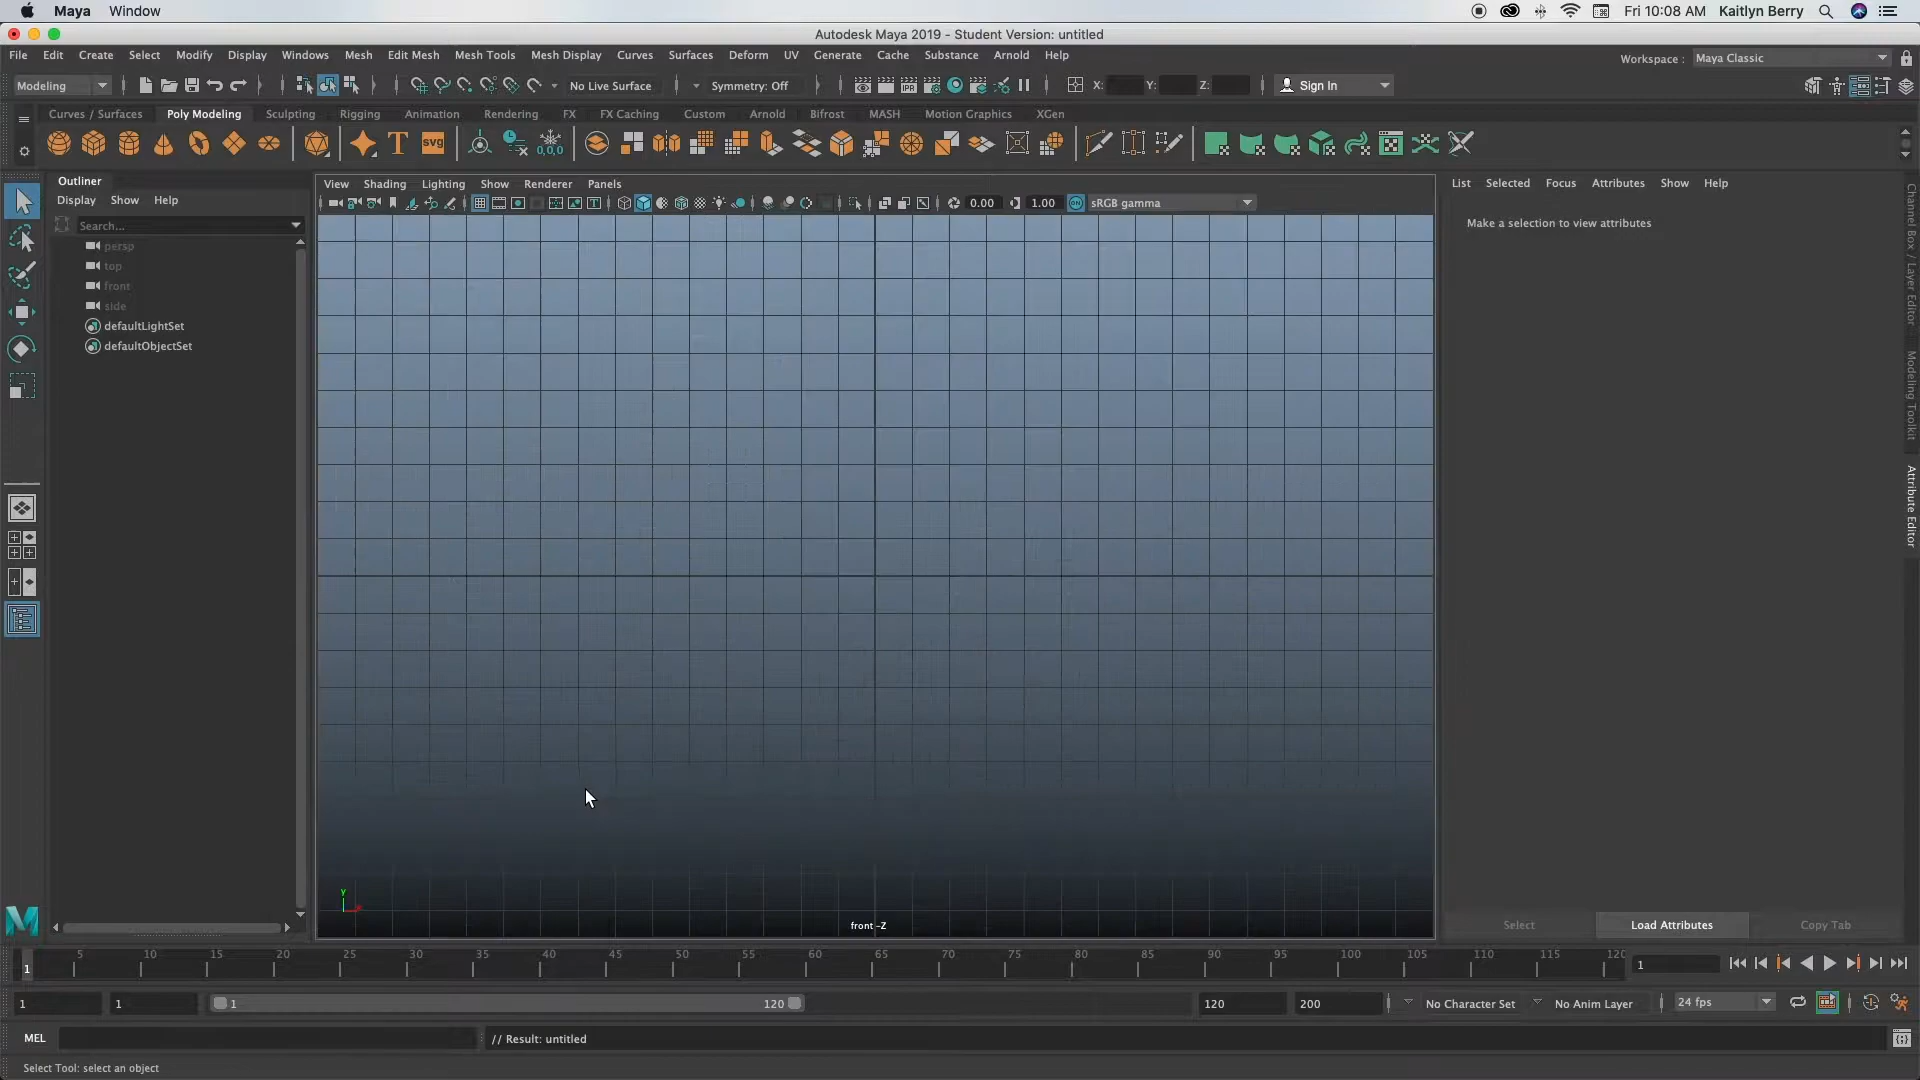 Maya Window Fri 10:08 AM Kaitlyn Berry
Autodesk Maya 2019 - Student Version: untitled
File Edit Create Select Modify Display Windows Mesh Edit Mesh Mesh Tools Mesh Display Curves Surfaces Deform UV Generate Cache Substance Arnold Help Workspace : Maya Classic
Modeling No Live Surface Symmetry: Off X: Y: Z: Sign In
Curves / Surfaces Poly Modeling Sculpting Rigging Animation Rendering FX FX Caching Custom Arnold Bifrost MASH Motion Graphics XGen
T SVG 0,0,0
Outliner
Display Show Help
Search...
persp
top
front
side
defaultLightSet
defaultObjectSet
View Shading Lighting Show Renderer Panels
IPR
0.00 1.00 ON sRGB gamma
y
front -Z
List Selected Focus Attributes Show Help
Make a selection to view attributes
Select Load Attributes Copy Tab
Channel Box / Layer Editor
Modeling Toolkit
Attribute Editor
M
1 5 10 15 20 25 30 35 40 45 50 55 60 65 70 75 80 85 90 95 100 105 110 115 120 1
1 1 1 120 120 200 No Character Set No Anim Layer 24 fps
MEL // Result: untitled
Select Tool: select an object